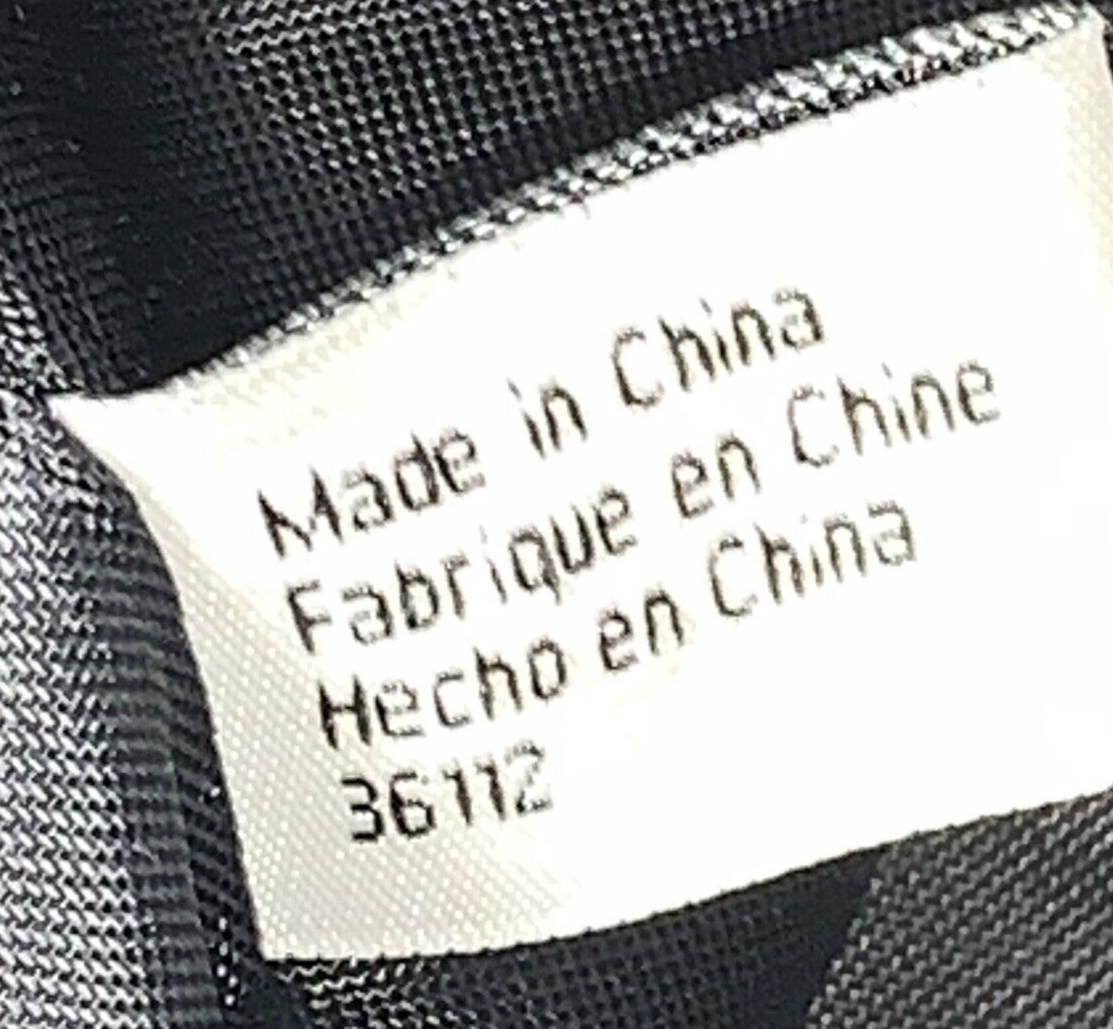 Made in China
Fabrique en Chine
Hecho en China
36112